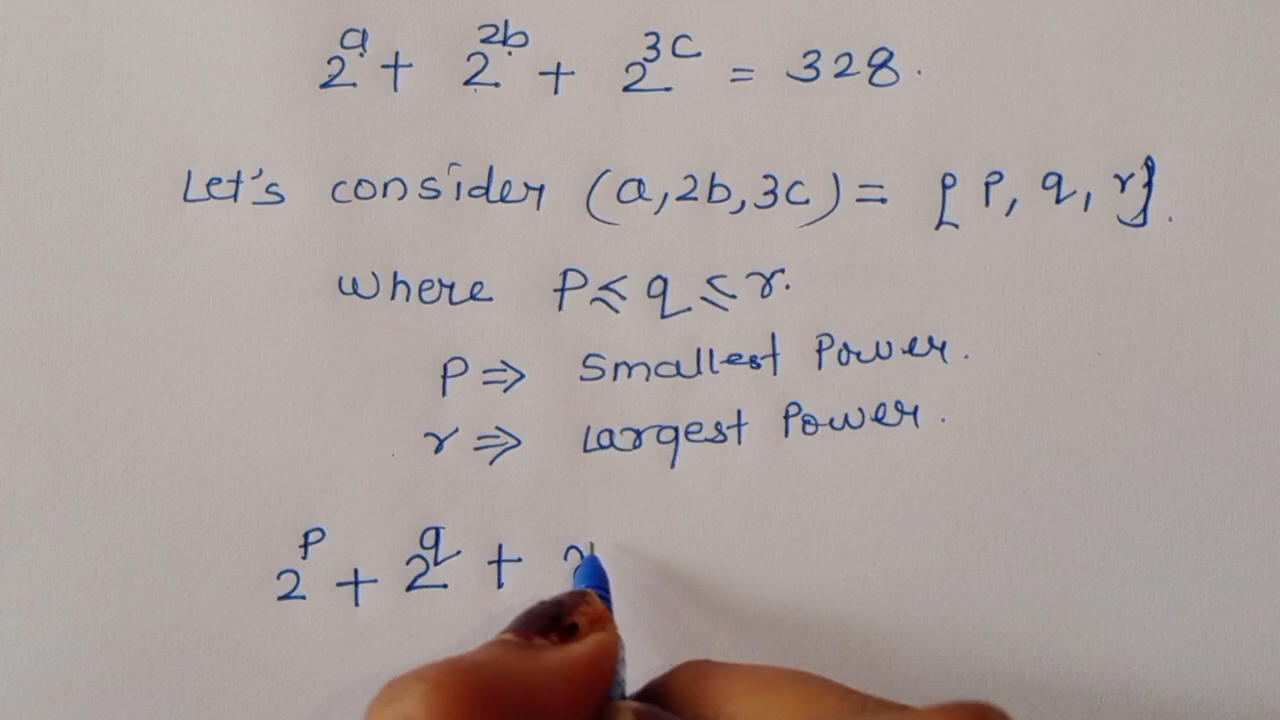 2^a + 2^2b + 2^3c = 328.
Let's consider (a,2b,3c) = {P, q, r}.
Where P ≤ q ≤ r.
P ⇒ Smallest Power.
r ⇒ Largest Power.
2^P + 2^q +